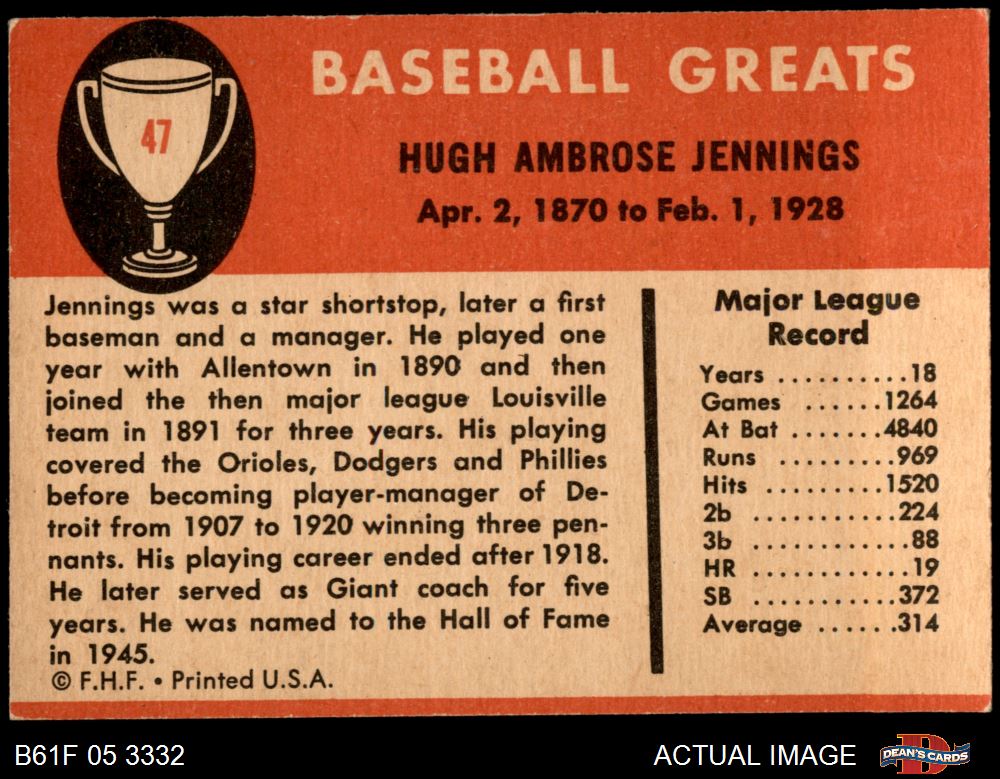 47
BASEBALL GREATS
HUGH AMBROSE JENNINGS
Apr. 2, 1870 to Feb. 1, 1928
Jennings was a star shortstop, later a first
baseman and a manager. He played one
year with Allentown in 1890 and then
joined the then major league Louisville
team in 1891 for three years. His playing
covered the Orioles, Dodgers and Phillies
before becoming player-manager of De-
troit from 1907 to 1920 winning three pen-
nants. His playing career ended after 1918.
He later served as Giant coach for five
years. He was named to the Hall of Fame
in 1945.
© F.H.F. • Printed U.S.A.
Major League
Record
Years ..........18
Games ......1264
At Bat .......4840
Runs .........969
Hits .........1520
2b ...........224
3b ............88
HR ............19
SB ...........372
Average ......314
B61F 05 3332
ACTUAL IMAGE
DEAN'S CARDS